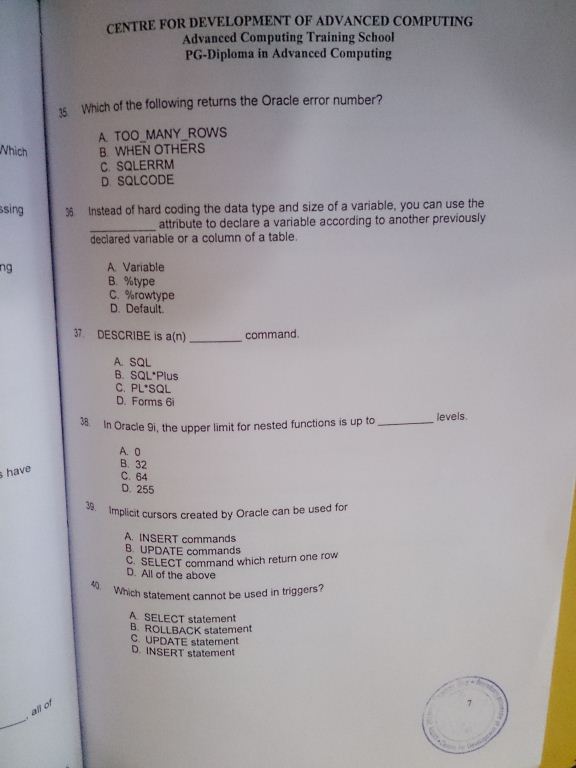 CENTRE FOR DEVELOPMENT OF ADVANCED COMPUTING
Advanced Computing Training School
PG-Diploma in Advanced Computing
35. Which of the following returns the Oracle error number?
A. TOO_MANY_ROWS
B. WHEN OTHERS
C. SQLERRM
D. SQLCODE
36. Instead of hard coding the data type and size of a variable, you can use the
__________ attribute to declare a variable according to another previously
declared variable or a column of a table.
A. Variable
B. %type
C. %rowtype
D. Default.
37. DESCRIBE is a(n) ________ command.
A. SQL
B. SQL*Plus
C. PL*SQL
D. Forms 6i
38. In Oracle 9i, the upper limit for nested functions is up to ________ levels.
A. 0
B. 32
C. 64
D. 255
39. Implicit cursors created by Oracle can be used for
A. INSERT commands
B. UPDATE commands
C. SELECT command which return one row
D. All of the above
40. Which statement cannot be used in triggers?
A. SELECT statement
B. ROLLBACK statement
C. UPDATE statement
D. INSERT statement
7
Which
ng
have
, all of